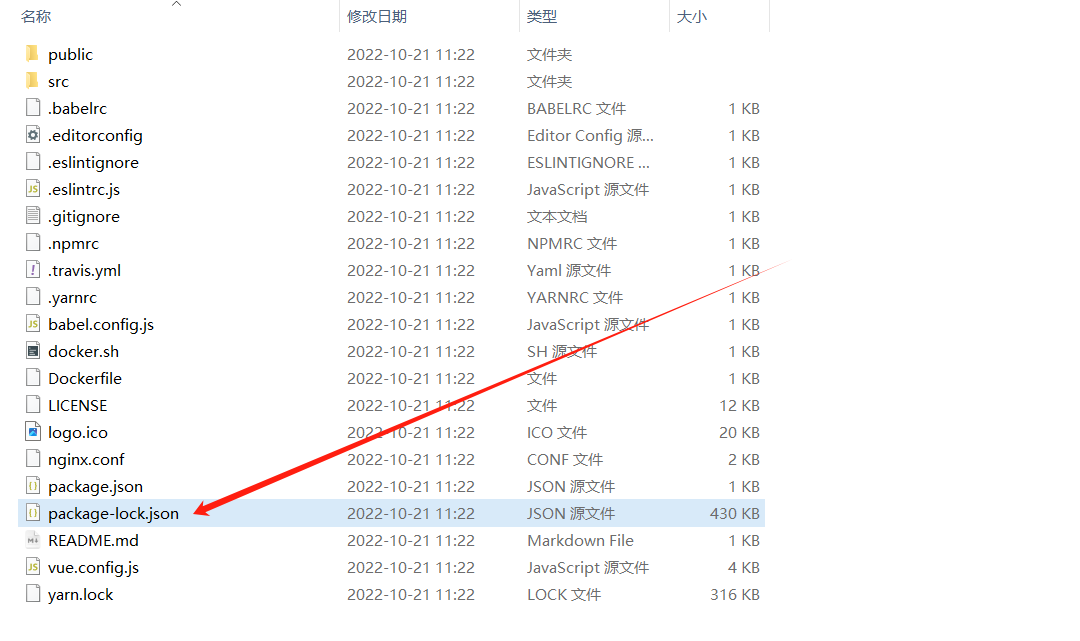 名称 修改日期 类型 大小
public 2022-10-21 11:22 文件夹
src 2022-10-21 11:22 文件夹
.babelrc 2022-10-21 11:22 BABELRC 文件 1 KB
.editorconfig 2022-10-21 11:22 Editor Config 源... 1 KB
.eslintignore 2022-10-21 11:22 ESLINTIGNORE ... 1 KB
.eslintrc.js 2022-10-21 11:22 JavaScript 源文件 1 KB
.gitignore 2022-10-21 11:22 文本文档 1 KB
.npmrc 2022-10-21 11:22 NPMRC 文件 1 KB
.travis.yml 2022-10-21 11:22 Yaml 源文件 1 KB
.yarnrc 2022-10-21 11:22 YARNRC 文件 1 KB
babel.config.js 2022-10-21 11:22 JavaScript 源文件 1 KB
docker.sh 2022-10-21 11:22 SH 源文件 1 KB
Dockerfile 2022-10-21 11:22 文件 1 KB
LICENSE 2022-10-21 11:22 文件 12 KB
logo.ico 2022-10-21 11:22 ICO 文件 20 KB
nginx.conf 2022-10-21 11:22 CONF 文件 2 KB
package.json 2022-10-21 11:22 JSON 源文件 1 KB
package-lock.json 2022-10-21 11:22 JSON 源文件 430 KB
README.md 2022-10-21 11:22 Markdown File 1 KB
vue.config.js 2022-10-21 11:22 JavaScript 源文件 4 KB
yarn.lock 2022-10-21 11:22 LOCK 文件 316 KB